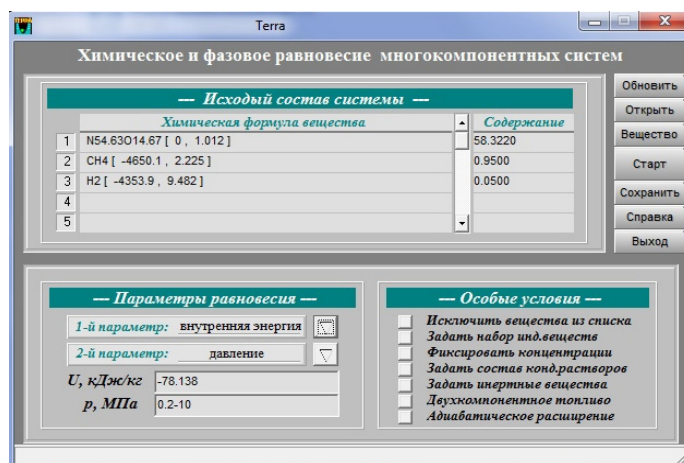 Terra
Химическое и фазовое равновесие многокомпонентных систем
--- Исходый состав системы ---
Химическая формула вещества Содержание
1 N54.63O14.67 [ 0 , 1.012 ] 58.3220
2 CH4 [ -4650.1 , 2.225 ] 0.9500
3 H2 [ -4353.9 , 9.482 ] 0.0500
4
5
Обновить
Открыть
Вещество
Старт
Сохранить
Справка
Выход
--- Параметры равновесия ---
1-й параметр: внутренняя энергия
2-й параметр: давление
U, кДж/кг -78.138
p, МПа 0.2-10
--- Особые условия ---
Исключить вещества из списка
Задать набор инд.веществ
Фиксировать концентрации
Задать состав конд.растворов
Задать инертные вещества
Двухкомпонентное топливо
Адиабатическое расширение